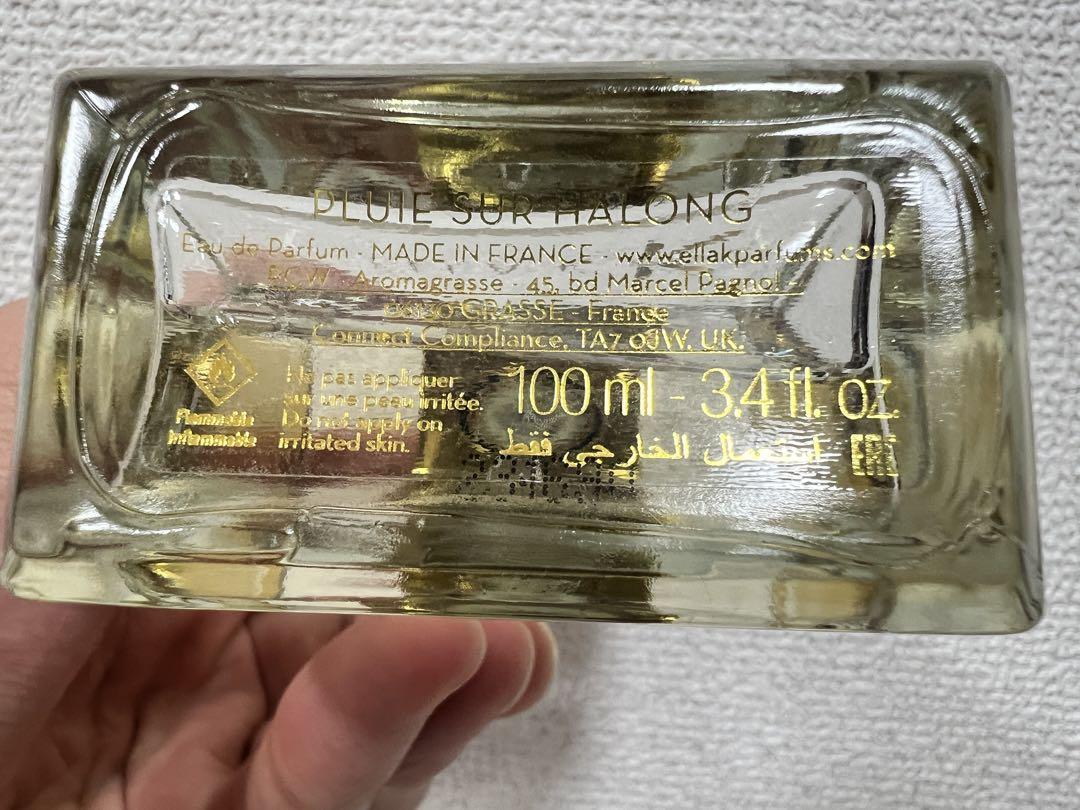 PLUIE SUR HALONG
Eau de Parfum · MADE IN FRANCE · www.ellakparfums.com
Aromagrasse · 45, bd Marcel Pagnol -
GRASSE - France
Connect Compliance, TA7 0JW, UK.
Ne pas appliquer
sur une peau irritée.
Do not apply on
irritated skin.
Flammable
Inflammable
100 ml - 3.4 fl. oz.
استعمال الخارجي فقط
EAC